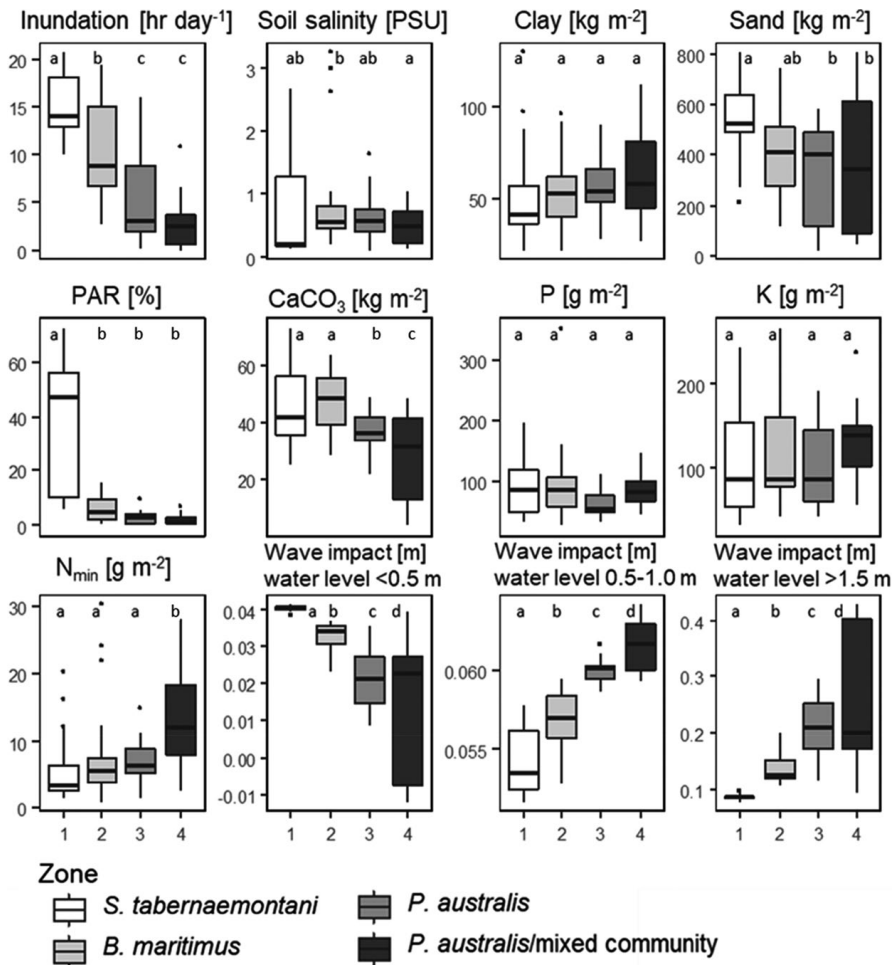 Inundation [hr day-1] Soil salinity [PSU] Clay [kg m-2] Sand [kg m-2]
20 15 10 5 0
a b c c
3 2 1 0
ab b ab a
100 50
a a a a
800 600 400 200 0
a ab b b
PAR [%] CaCO3 [kg m-2] P [g m-2] K [g m-2]
60 40 20 0
a b b b
60 40 20
a a b c
300 200 100
a a a a
200 100
a a a a
Nmin [g m-2]
30 20 10 0
a a a b
1 2 3 4
Wave impact [m]
water level <0.5 m
0.04 0.03 0.02 0.01 0.00 -0.01
a b c d
1 2 3 4
Wave impact [m]
water level 0.5-1.0 m
0.060 0.055
a b c d
1 2 3 4
Wave impact [m]
water level >1.5 m
0.4 0.3 0.2 0.1
a b c d
1 2 3 4
Zone
S. tabernaemontani
B. maritimus
P. australis
P. australis/mixed community